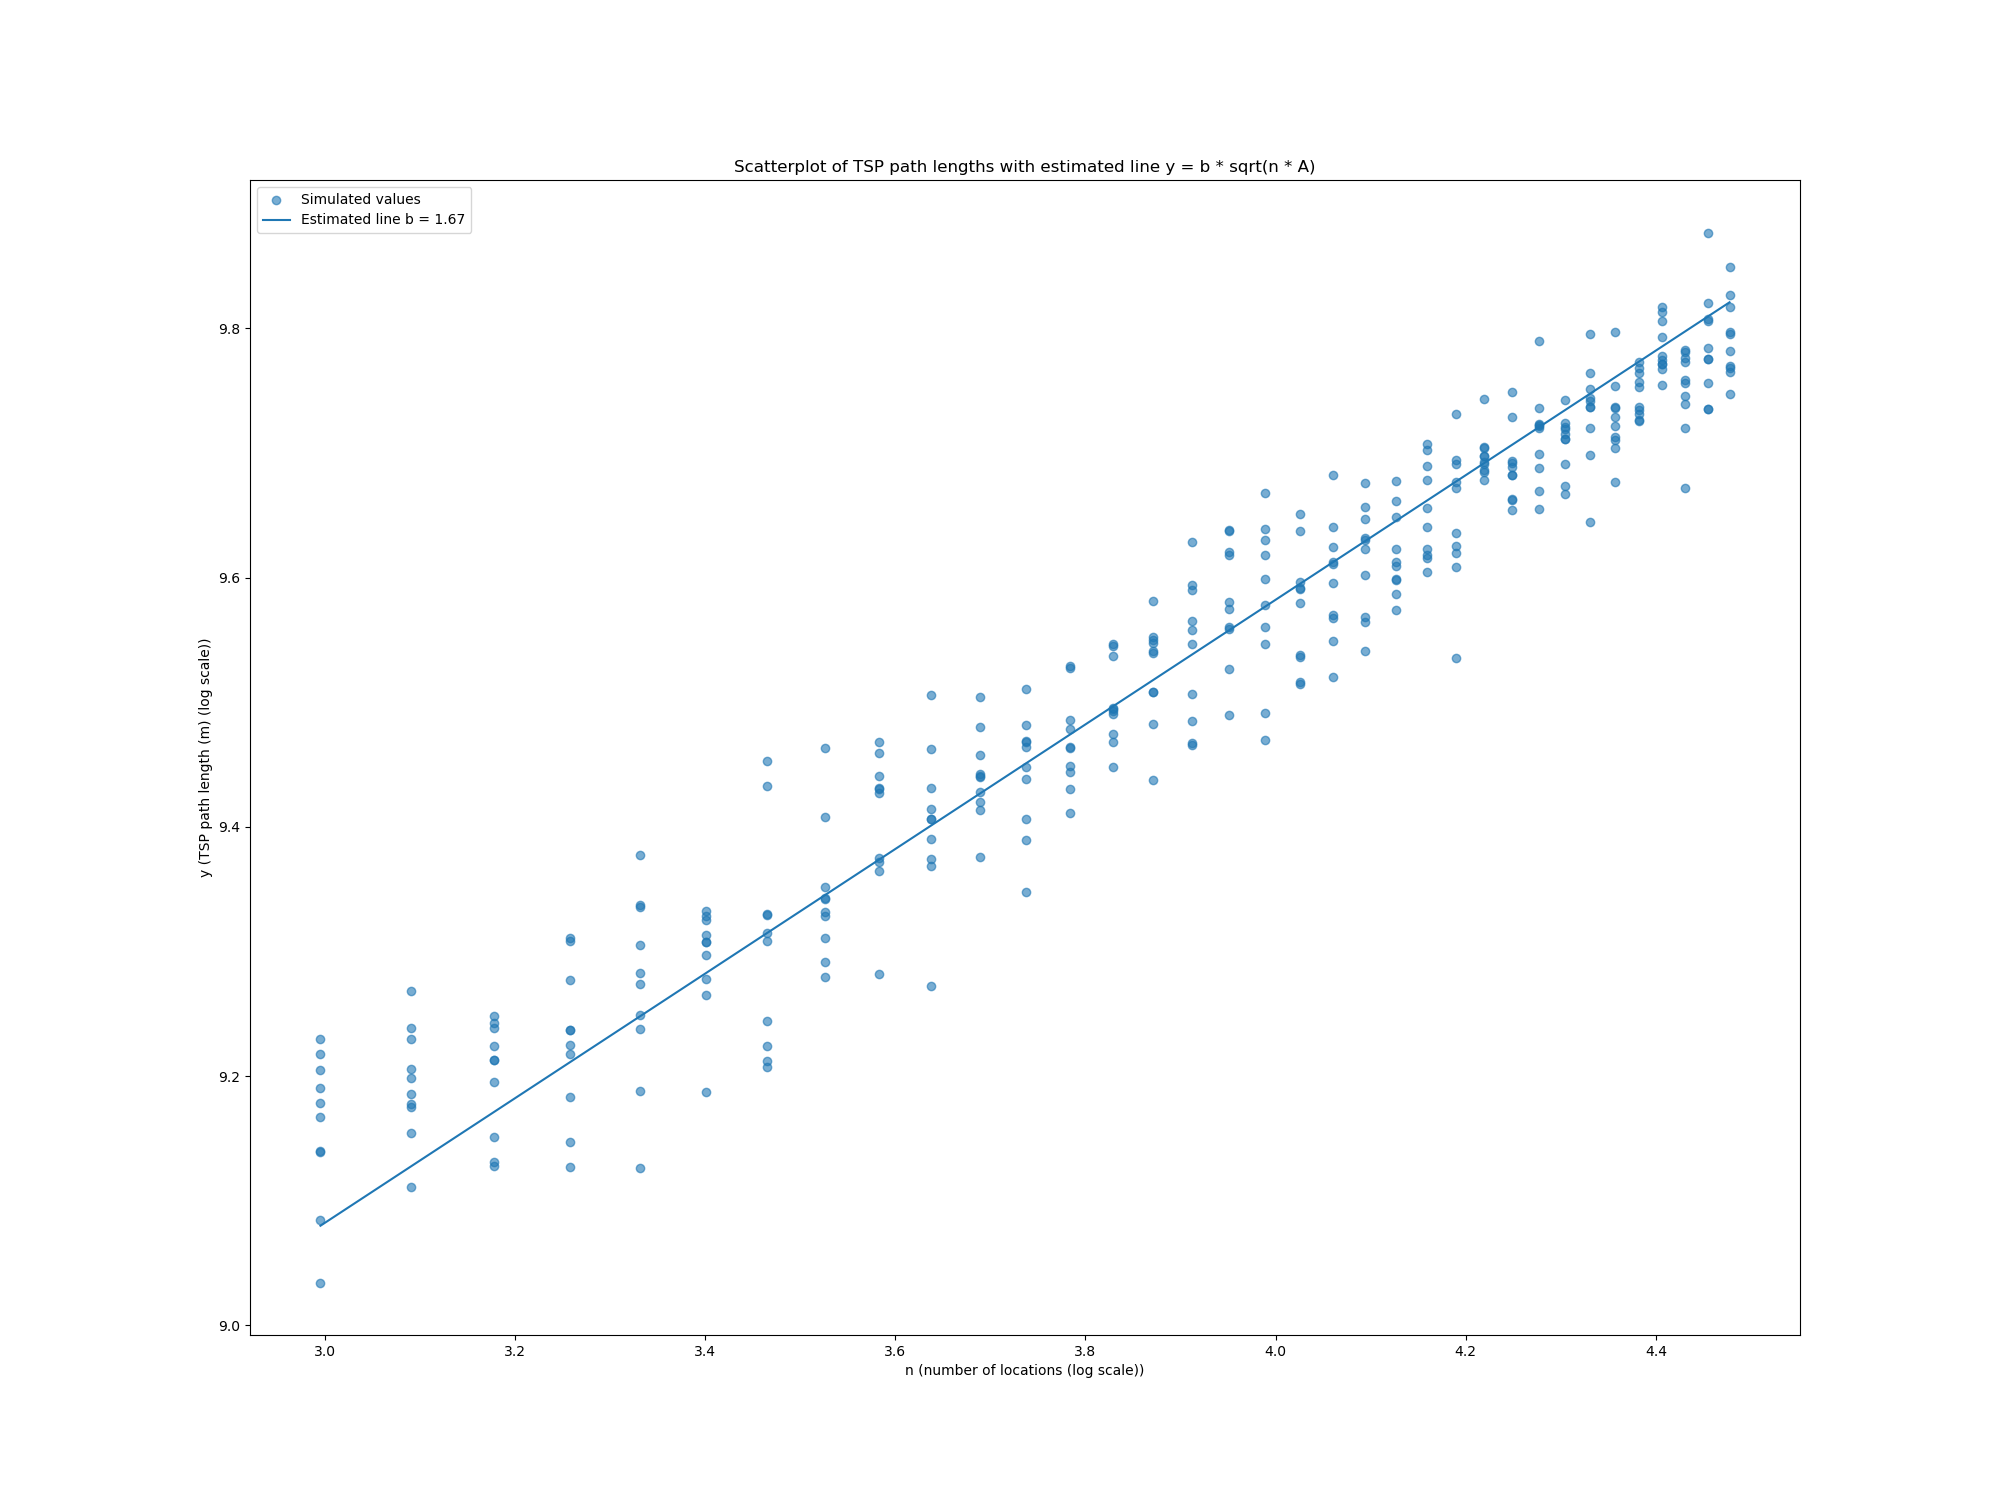 Scatterplot of TSP path lengths with estimated line y = b * sqrt(n * A)
Simulated values
Estimated line b = 1.67
9.8
9.6
9.4
9.2
9.0
y (TSP path length (m) (log scale))
3.0 3.2 3.4 3.6 3.8 4.0 4.2 4.4
n (number of locations (log scale))